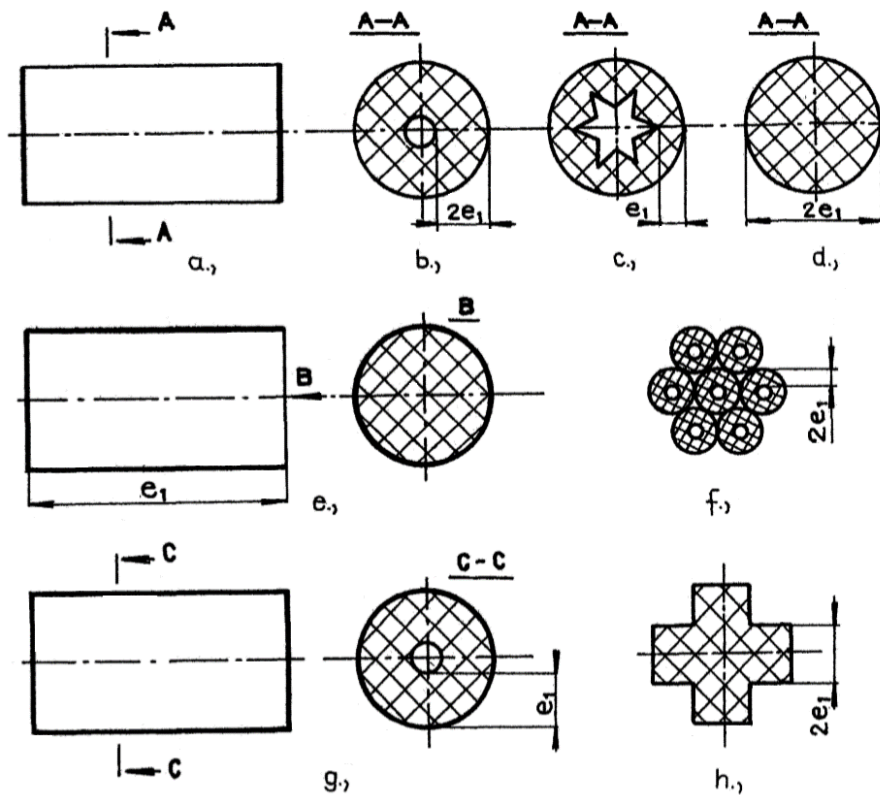 A
A-A
A-A
A-A
A
2e₁
e₁
2e₁
a.,
b.,
c.,
d.,
B
B
2e₁
e₁
e.,
f.,
C
C-C
e₁
2e₁
C
g.,
h.,